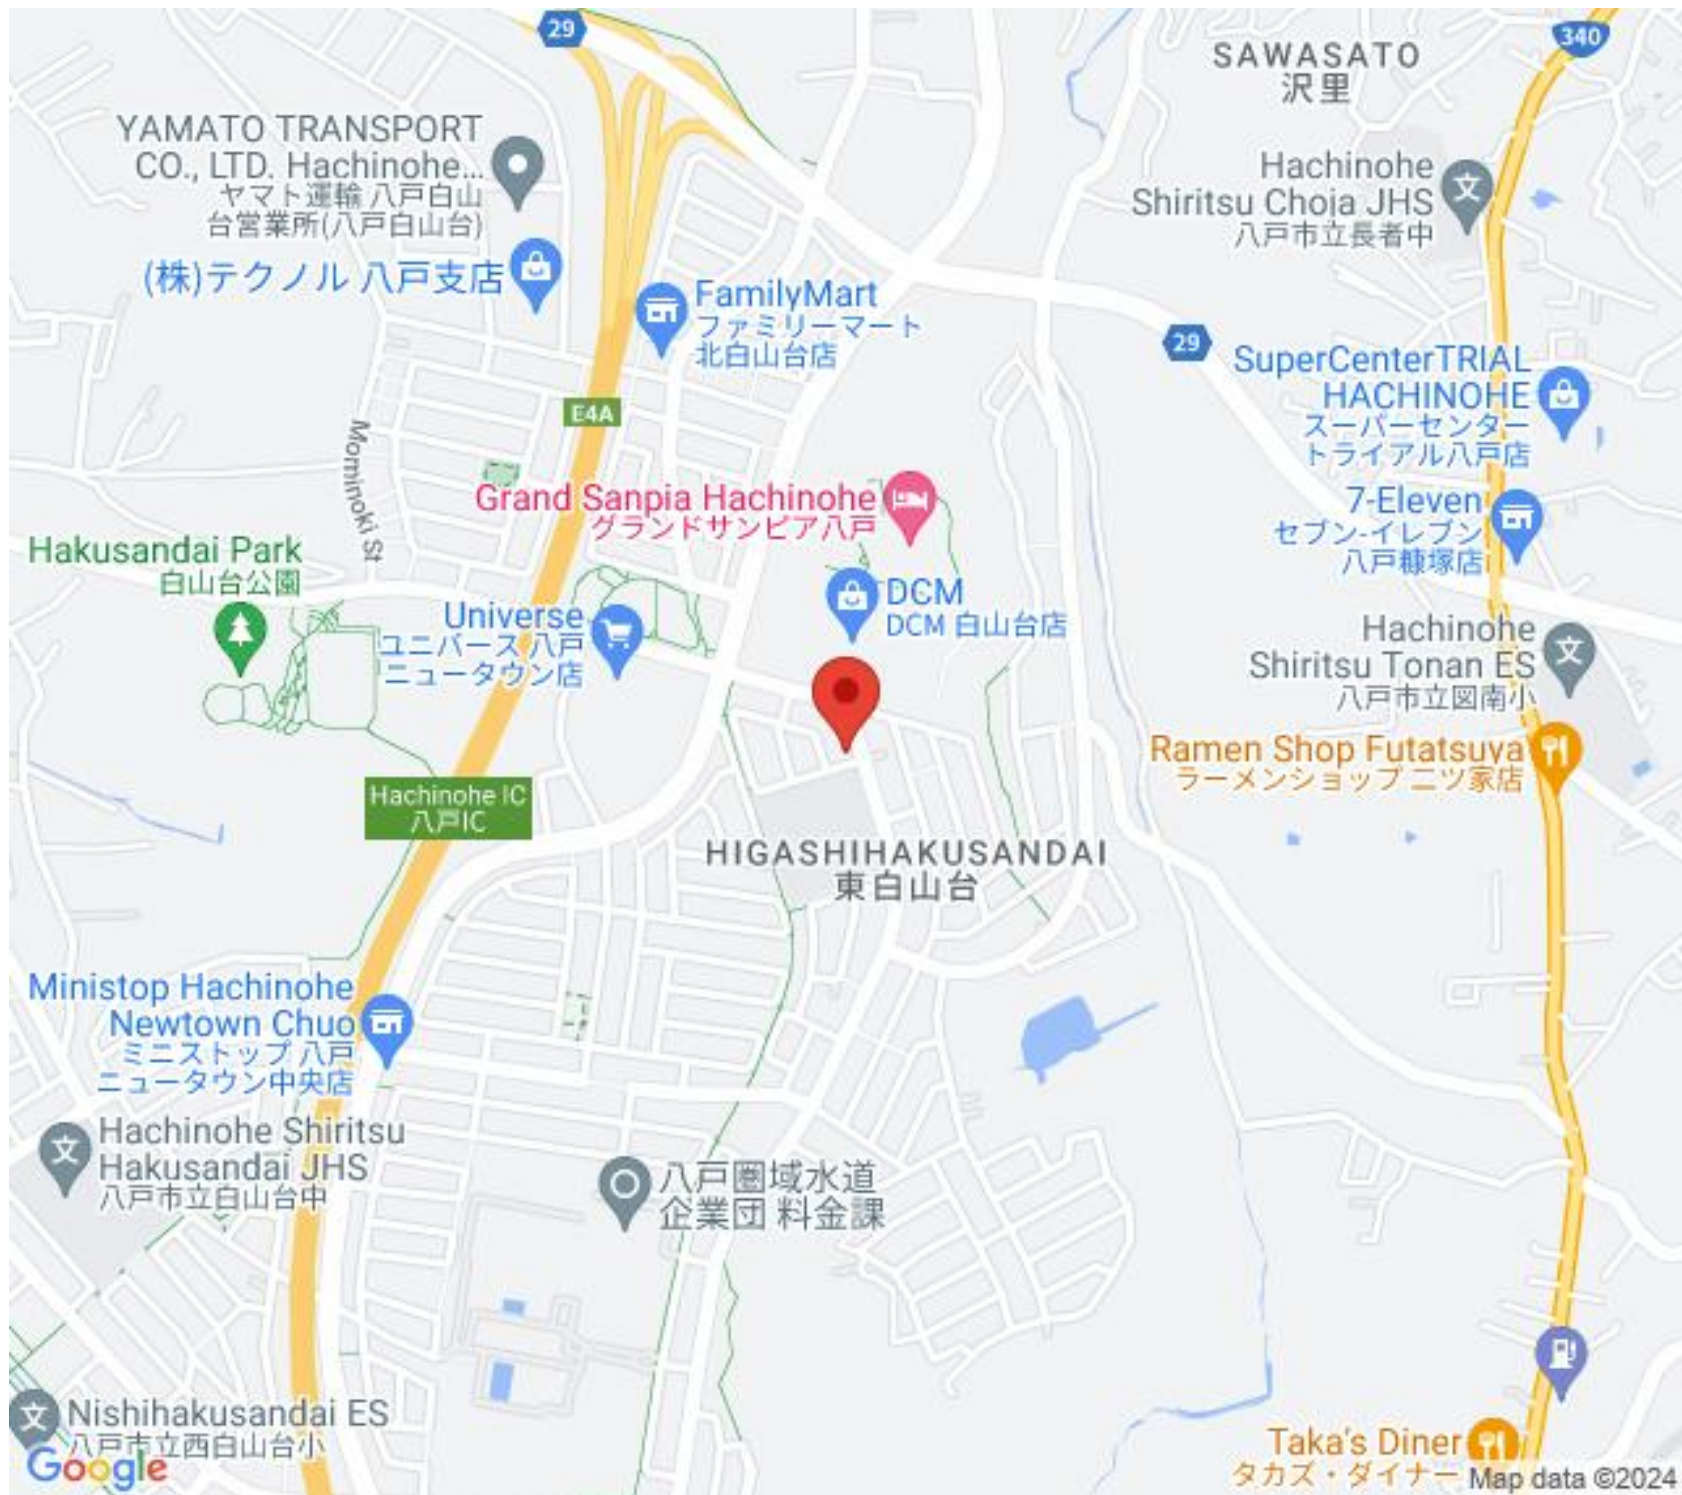 29
340
SAWASATO
沢里
YAMATO TRANSPORT
CO., LTD. Hachinohe...
ヤマト運輸 八戸白山
台営業所(八戸白山台)
Hachinohe
Shiritsu Choja JHS
八戸市立長者中
(株)テクノル 八戸支店
FamilyMart
ファミリーマート
北白山台店
29
SuperCenterTRIAL
HACHINOHE
スーパーセンター
トライアル八戸店
E4A
Mominoki St
Grand Sanpia Hachinohe
グランドサンピア八戸
7-Eleven
セブン-イレブン
八戸糠塚店
Hakusandai Park
白山台公園
DCM
DCM 白山台店
Universe
ユニバース 八戸
ニュータウン店
Hachinohe
Shiritsu Tonan ES
八戸市立図南小
Ramen Shop Futatsuya
ラーメンショップ 二ツ家店
Hachinohe IC
八戸IC
HIGASHIHAKUSANDAI
東白山台
Ministop Hachinohe
Newtown Chuo
ミニストップ 八戸
ニュータウン中央店
Hachinohe Shiritsu
Hakusandai JHS
八戸市立白山台中
八戸圏域水道
企業団 料金課
Nishihakusandai ES
八戸市立西白山台小
Google
Taka's Diner
タカズ・ダイナー
Map data ©2024